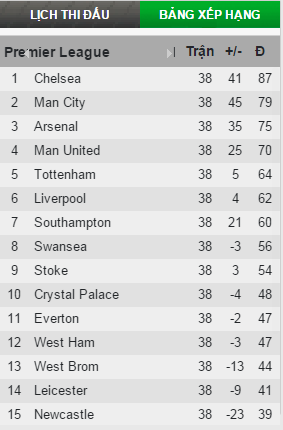 LỊCH THI ĐẤU BẢNG XẾP HẠNG
Premier League Trận +/- Đ
1 Chelsea 38 41 87
2 Man City 38 45 79
3 Arsenal 38 35 75
4 Man United 38 25 70
5 Tottenham 38 5 64
6 Liverpool 38 4 62
7 Southampton 38 21 60
8 Swansea 38 -3 56
9 Stoke 38 3 54
10 Crystal Palace 38 -4 48
11 Everton 38 -2 47
12 West Ham 38 -3 47
13 West Brom 38 -13 44
14 Leicester 38 -9 41
15 Newcastle 38 -23 39